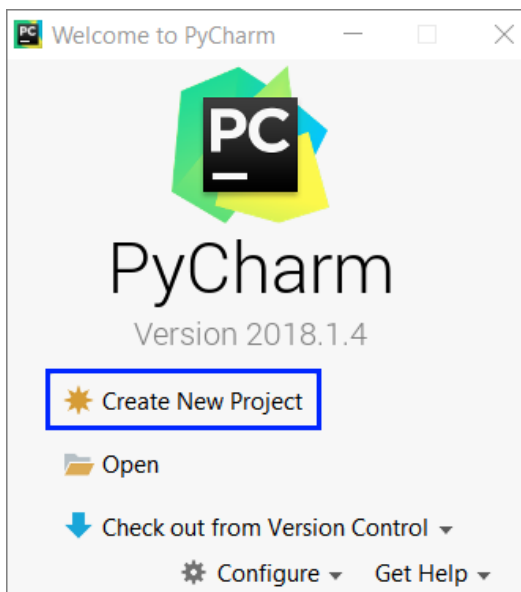 PC Welcome to PyCharm
PC
PyCharm
Version 2018.1.4
Create New Project
Open
Check out from Version Control
Configure Get Help